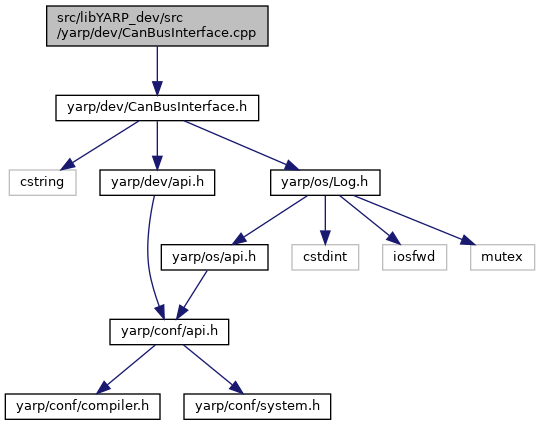 src/libYARP_dev/src
/yarp/dev/CanBusInterface.cpp
yarp/dev/CanBusInterface.h
cstring
yarp/dev/api.h
yarp/os/Log.h
yarp/os/api.h
cstdint
iosfwd
mutex
yarp/conf/api.h
yarp/conf/compiler.h
yarp/conf/system.h